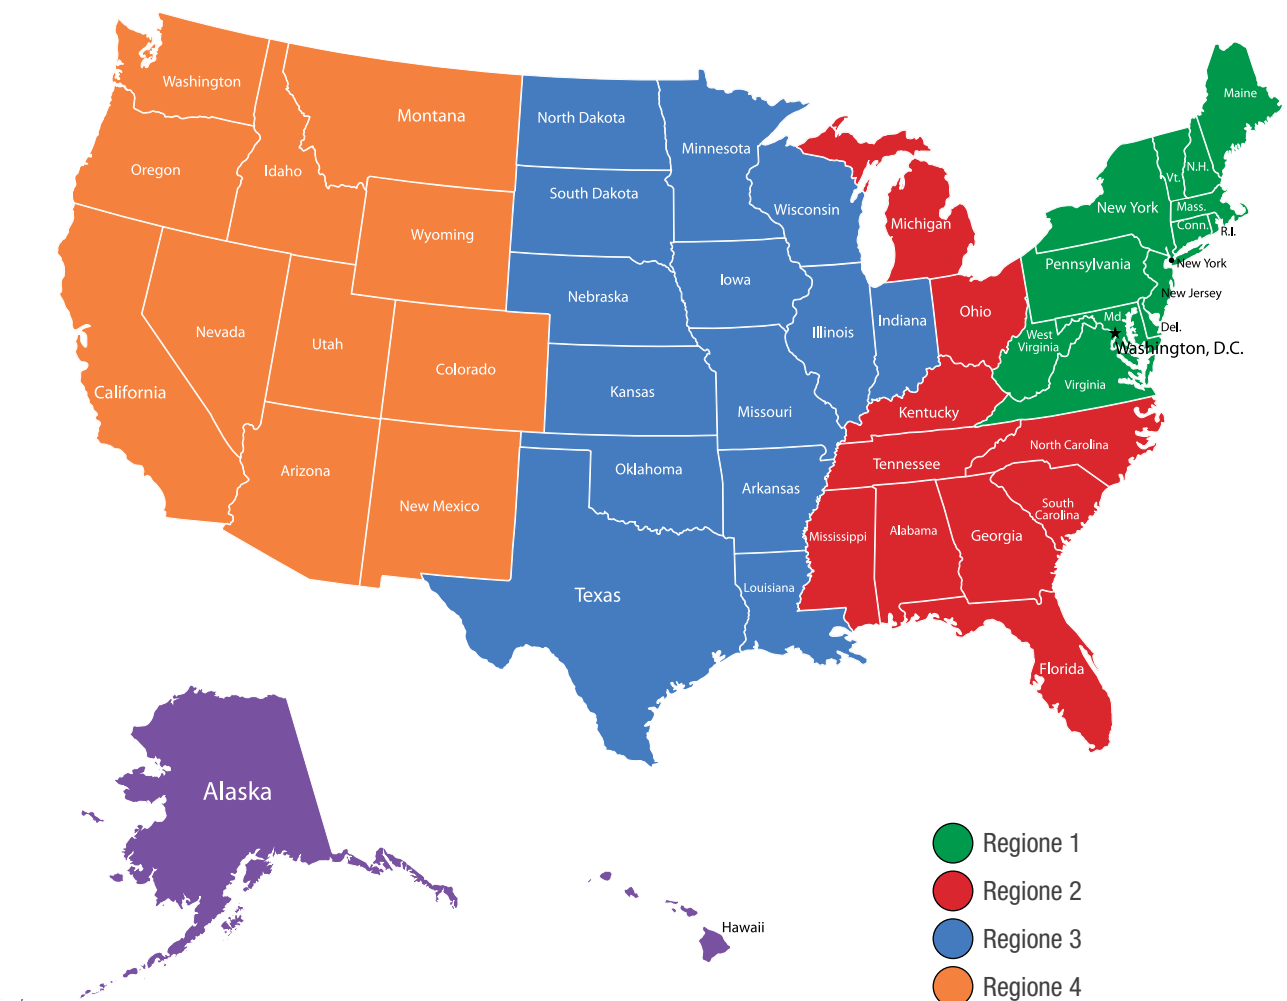 Maine
Washington
Montana
North Dakota
Minnesota
Oregon
Idaho
N.H.
Vt.
South Dakota
Wisconsin
New York
Mass.
Michigan
Conn.
R.I.
Wyoming
Pennsylvania
New York
Iowa
Nebraska
New Jersey
Ohio
Md.
Indiana
Del.
Nevada
Illinois
West
Virginia
Utah
Washington, D.C.
Colorado
Virginia
California
Kansas
Missouri
Kentucky
North Carolina
Arizona
Oklahoma
Tennessee
Arkansas
New Mexico
South
Carolina
Mississippi
Alabama
Georgia
Louisiana
Texas
Florida
Alaska
Hawaii
Regione 1
Regione 2
Regione 3
Regione 4